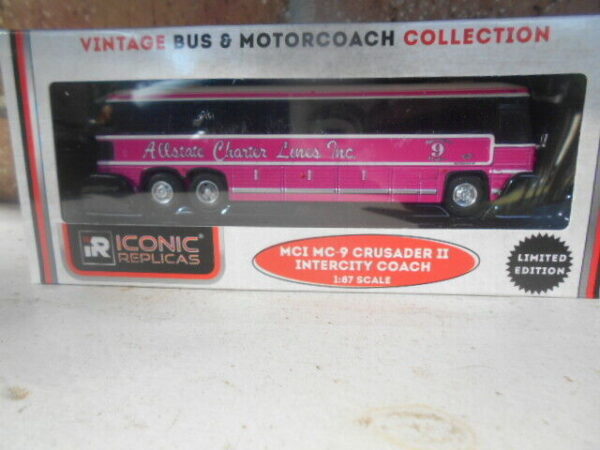 VINTAGE BUS & MOTORCOACH COLLECTION
Allstate Charter Lines Inc.
9
iR ICONIC
REPLICAS
MCI MC-9 CRUSADER II
INTERCITY COACH
1:87 SCALE
LIMITED
EDITION